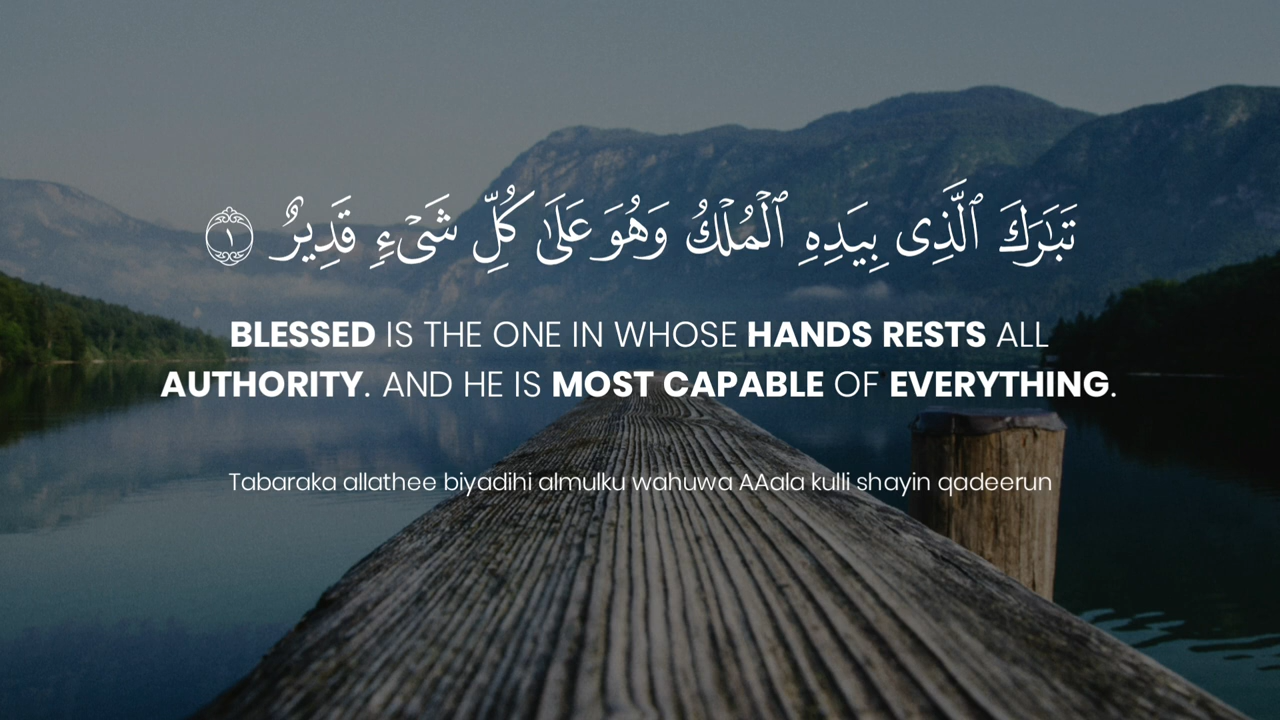 تَبَـٰرَكَ ٱلَّذِى بِيَدِهِ ٱلْمُلْكُ وَهُوَ عَلَىٰ كُلِّ شَىْءٍ قَدِيرٌ ١
BLESSED IS THE ONE IN WHOSE HANDS RESTS ALL
AUTHORITY. AND HE IS MOST CAPABLE OF EVERYTHING.
Tabaraka allathee biyadihi almulku wahuwa AAala kulli shayin qadeerun